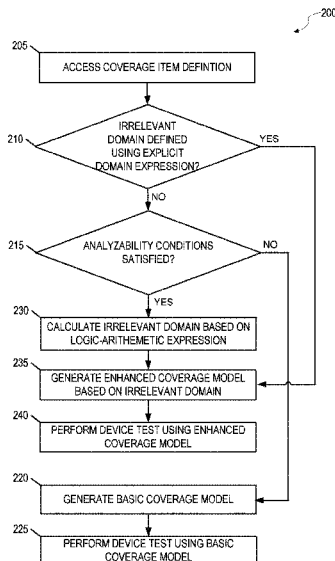 200
205
ACCESS COVERAGE ITEM DEFINTION
210
IRRELEVANT
DOMAIN DEFINED
USING EXPLICIT
DOMAIN EXPRESSION?
YES
NO
215
ANALYZABILITY CONDITIONS
SATISFIED?
NO
YES
230
CALCULATE IRRELEVANT DOMAIN BASED ON
LOGIC-ARITHEMETIC EXPRESSION
235
GENERATE ENHANCED COVERAGE MODEL
BASED ON IRRELEVANT DOMAIN
240
PERFORM DEVICE TEST USING ENHANCED
COVERAGE MODEL
220
GENERATE BASIC COVERAGE MODEL
225
PERFORM DEVICE TEST USING BASIC
COVERAGE MODEL